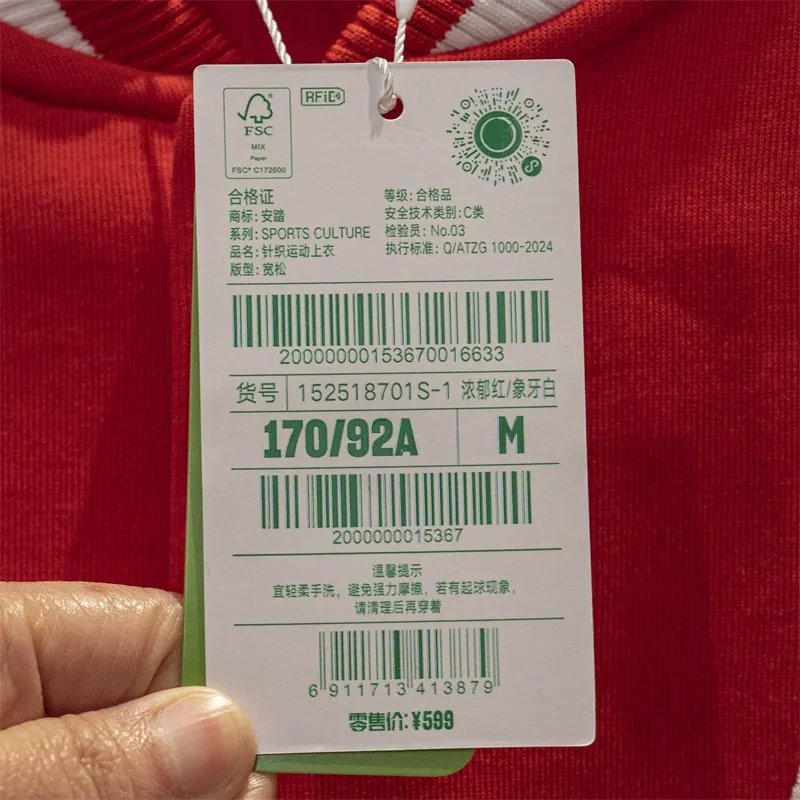 RFiD
FSC®
MIX
Paper
FSC® C172600
合格证
商标: 安踏
系列: SPORTS CULTURE
品名: 针织运动上衣
版型: 宽松
等级: 合格品
安全技术类别: C类
检验员: No.03
执行标准: Q/ATZG 1000-2024
20000000153670016633
货号 152518701S-1 浓郁红/象牙白
170/92A M
2000000015367
温馨提示
宜轻柔手洗，避免强力摩擦，若有起球现象，
请清理后再穿着
6 911713 413879
零售价: ¥599